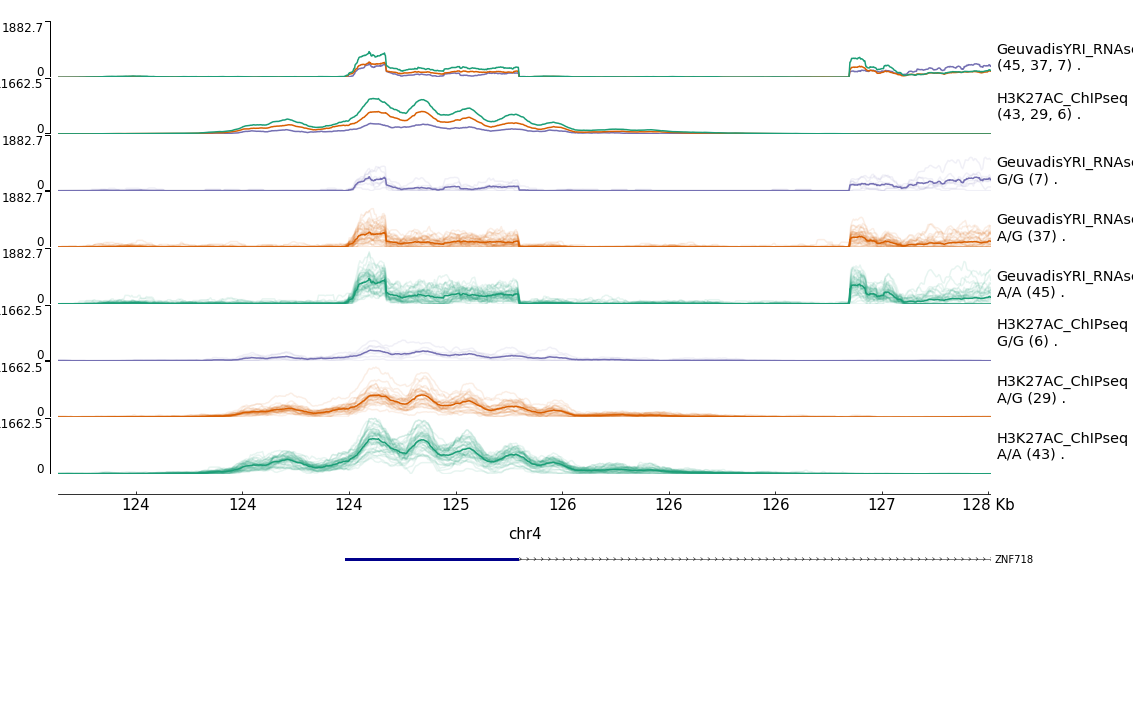 1882.7
0
GeuvadisYRI_RNAse
(45, 37, 7) .
1662.5
0
H3K27AC_ChIPseq
(43, 29, 6) .
1882.7
0
GeuvadisYRI_RNAse
G/G (7) .
1882.7
0
GeuvadisYRI_RNAse
A/G (37) .
1882.7
0
GeuvadisYRI_RNAse
A/A (45) .
1662.5
0
H3K27AC_ChIPseq
G/G (6) .
1662.5
0
H3K27AC_ChIPseq
A/G (29) .
1662.5
0
H3K27AC_ChIPseq
A/A (43) .
124 124 124 125 126 126 126 127 128 Kb
chr4
ZNF718